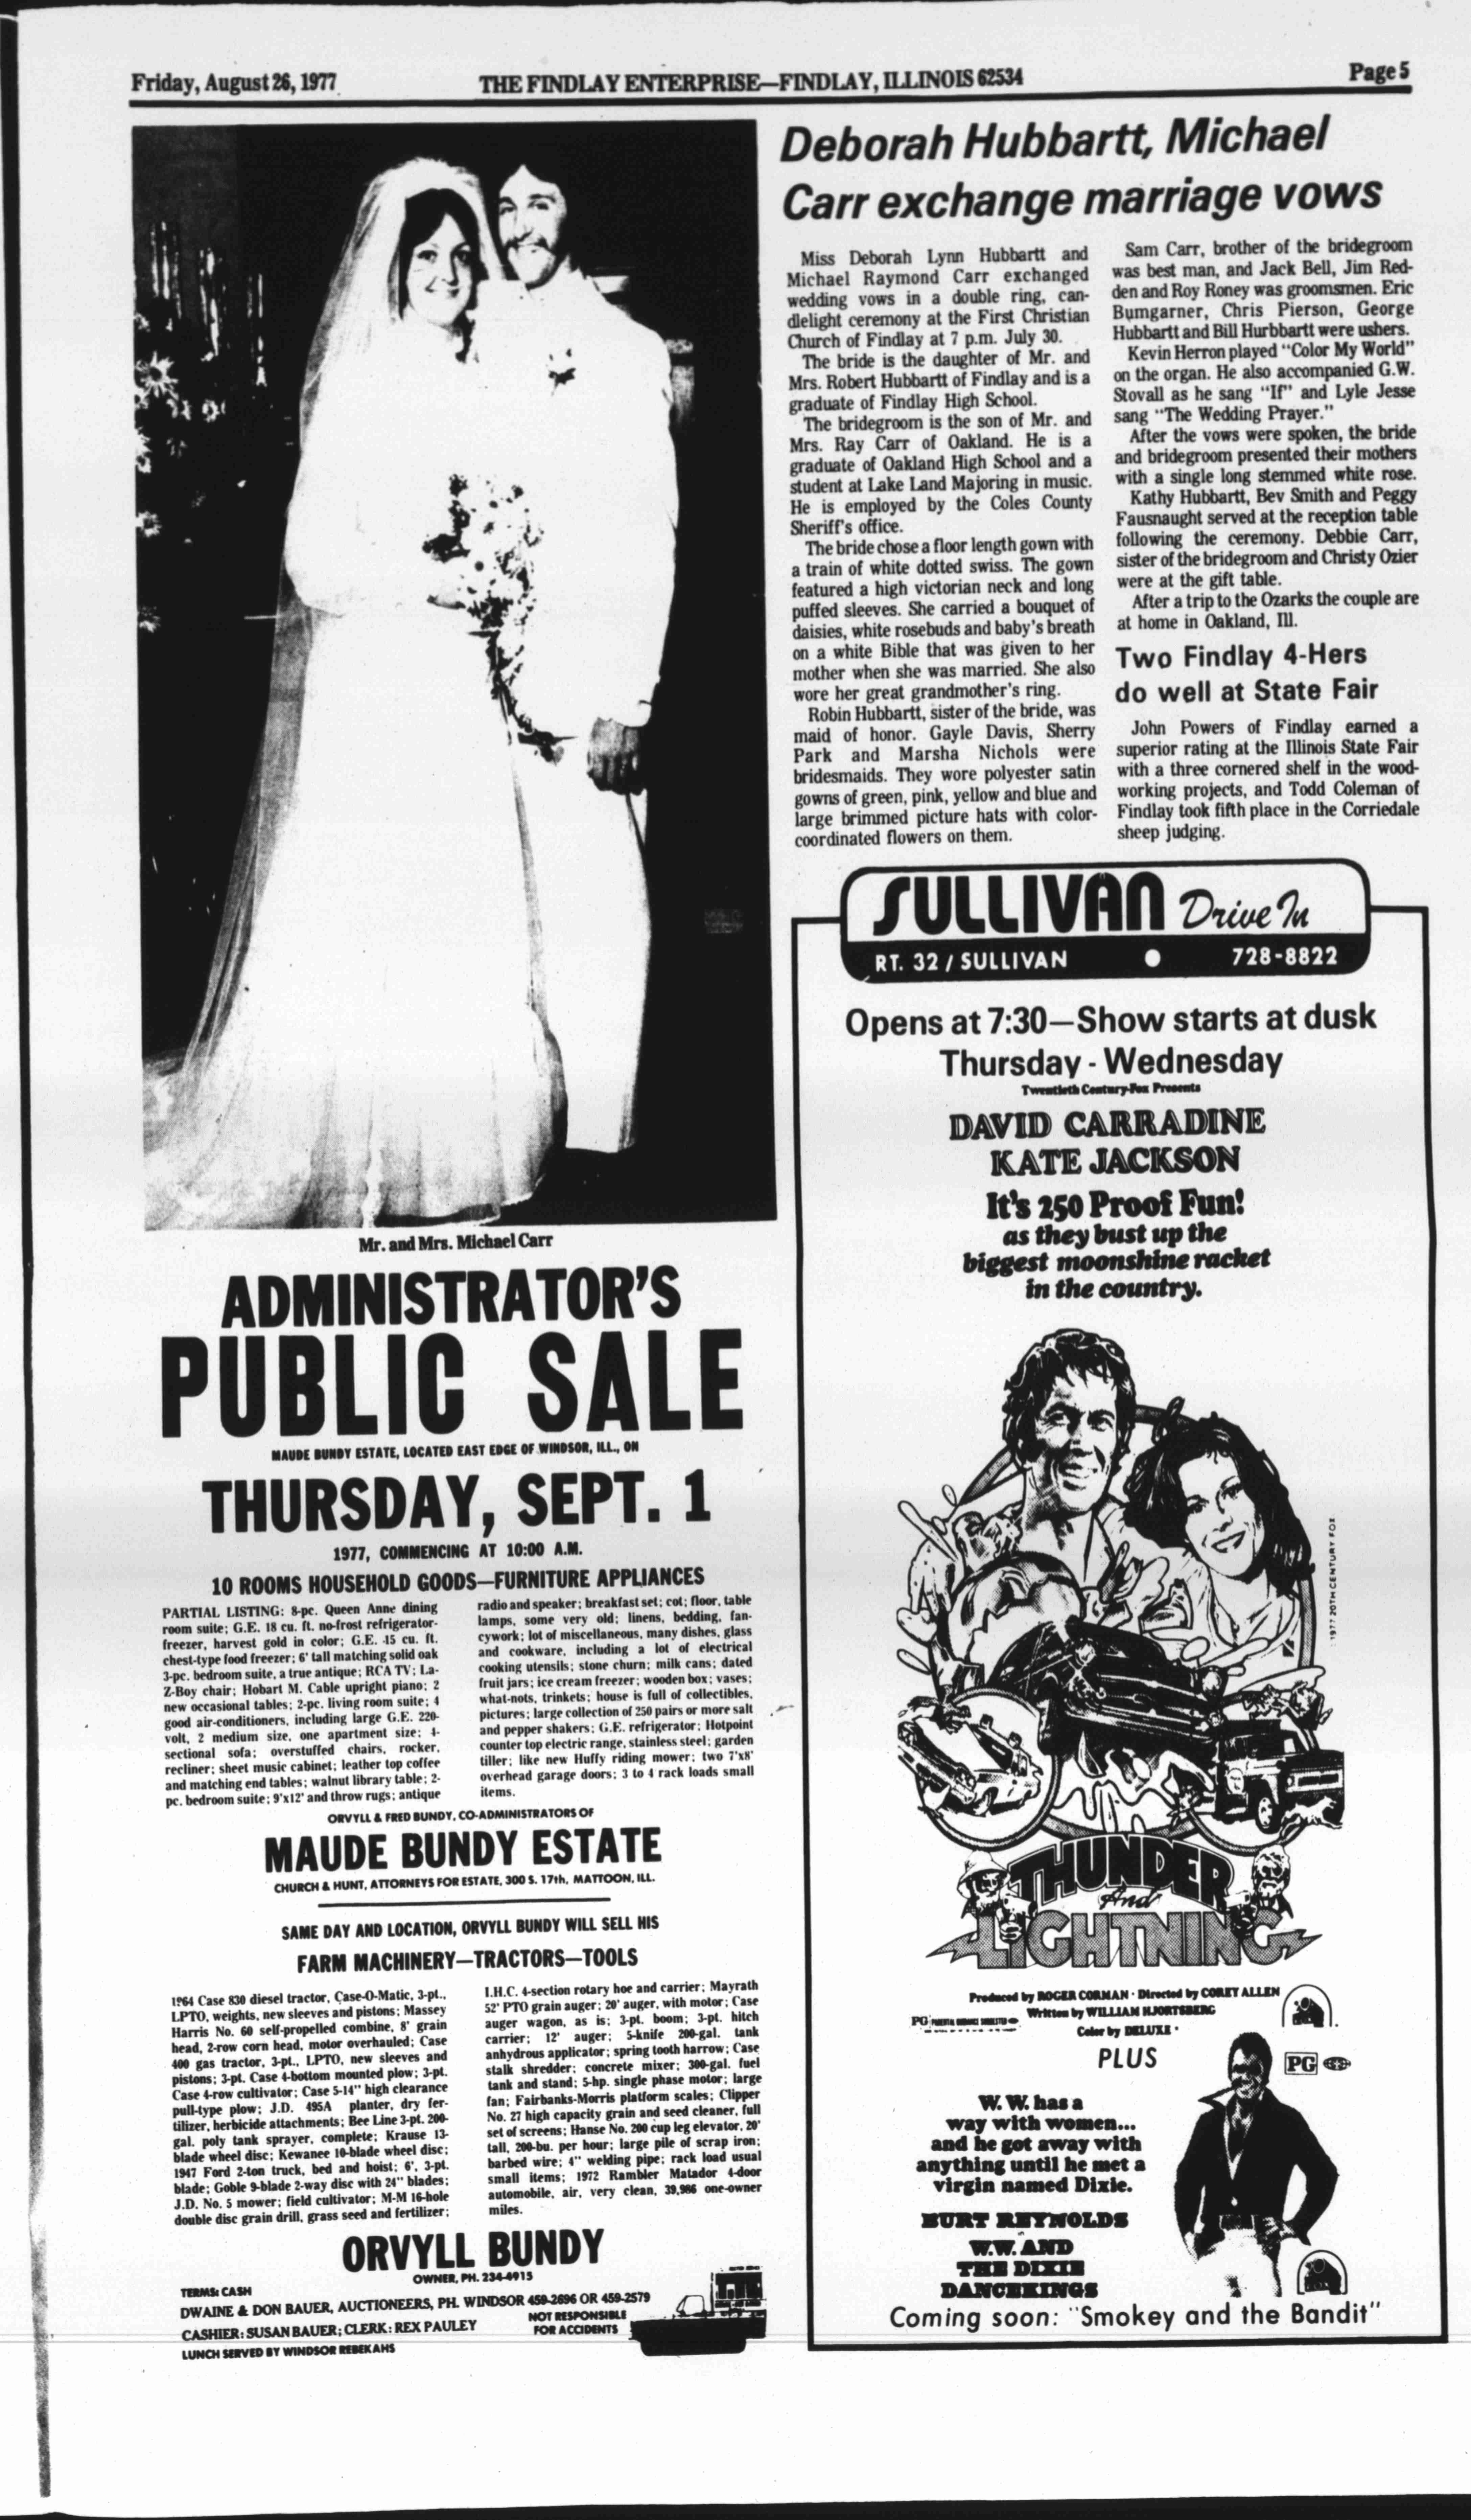 Friday, August 26, 1977
THE FINDLAY ENTERPRISE—FINDLAY, ILLINOIS 62534
Page 5
Mr. and Mrs. Michael Carr
Deborah Hubbartt, Michael
Carr exchange marriage vows
Miss Deborah Lynn Hubbartt and
Michael Raymond Carr exchanged
wedding vows in a double ring, can-
dlelight ceremony at the First Christian
Church of Findlay at 7 p.m. July 30.
The bride is the daughter of Mr. and
Mrs. Robert Hubbartt of Findlay and is a
graduate of Findlay High School.
The bridegroom is the son of Mr. and
Mrs. Ray Carr of Oakland. He is a
graduate of Oakland High School and a
student at Lake Land Majoring in music.
He is employed by the Coles County
Sheriff's office.
The bride chose a floor length gown with
a train of white dotted swiss. The gown
featured a high victorian neck and long
puffed sleeves. She carried a bouquet of
daisies, white rosebuds and baby's breath
on a white Bible that was given to her
mother when she was married. She also
wore her great grandmother's ring.
Robin Hubbartt, sister of the bride, was
maid of honor. Gayle Davis, Sherry
Park and Marsha Nichols were
bridesmaids. They wore polyester satin
gowns of green, pink, yellow and blue and
large brimmed picture hats with color-
coordinated flowers on them.
Sam Carr, brother of the bridegroom
was best man, and Jack Bell, Jim Red-
den and Roy Roney was groomsmen. Eric
Bumgarner, Chris Pierson, George
Hubbartt and Bill Hurbbartt were ushers.
Kevin Herron played "Color My World"
on the organ. He also accompanied G.W.
Stovall as he sang "If" and Lyle Jesse
sang "The Wedding Prayer."
After the vows were spoken, the bride
and bridegroom presented their mothers
with a single long stemmed white rose.
Kathy Hubbartt, Bev Smith and Peggy
Fausnaught served at the reception table
following the ceremony. Debbie Carr,
sister of the bridegroom and Christy Ozier
were at the gift table.
After a trip to the Ozarks the couple are
at home in Oakland, Ill.
Two Findlay 4-Hers
do well at State Fair
John Powers of Findlay earned a
superior rating at the Illinois State Fair
with a three cornered shelf in the wood-
working projects, and Todd Coleman of
Findlay took fifth place in the Corriedale
sheep judging.
ADMINISTRATOR'S
PUBLIC SALE
MAUDE BUNDY ESTATE, LOCATED EAST EDGE OF WINDSOR, ILL., ON
THURSDAY, SEPT. 1
1977, COMMENCING AT 10:00 A.M.
10 ROOMS HOUSEHOLD GOODS—FURNITURE APPLIANCES
PARTIAL LISTING: 8-pc. Queen Anne dining
room suite; G.E. 18 cu. ft. no-frost refrigerator-
freezer, harvest gold in color; G.E. 15 cu. ft.
chest-type food freezer; 6' tall matching solid oak
3-pc. bedroom suite, a true antique; RCA TV; La-
Z-Boy chair; Hobart M. Cable upright piano; 2
new occasional tables; 2-pc. living room suite; 4
good air-conditioners, including large G.E. 220-
volt, 2 medium size, one apartment size; 4-
sectional sofa; overstuffed chairs, rocker,
recliner; sheet music cabinet; leather top coffee
and matching end tables; walnut library table; 2-
pc. bedroom suite; 9'x12' and throw rugs; antique
radio and speaker; breakfast set; cot; floor, table
lamps, some very old; linens, bedding, fan-
cywork; lot of miscellaneous, many dishes, glass
and cookware, including a lot of electrical
cooking utensils; stone churn; milk cans; dated
fruit jars; ice cream freezer; wooden box; vases;
what-nots, trinkets; house is full of collectibles,
pictures; large collection of 250 pairs or more salt
and pepper shakers; G.E. refrigerator; Hotpoint
counter top electric range, stainless steel; garden
tiller; like new Huffy riding mower; two 7'x8'
overhead garage doors; 3 to 4 rack loads small
items.
ORVYLL & FRED BUNDY, CO-ADMINISTRATORS OF
MAUDE BUNDY ESTATE
CHURCH & HUNT, ATTORNEYS FOR ESTATE, 300 S. 17th, MATTOON, ILL.
SAME DAY AND LOCATION, ORVYLL BUNDY WILL SELL HIS
FARM MACHINERY—TRACTORS—TOOLS
1964 Case 830 diesel tractor, Case-O-Matic, 3-pt.,
LPTO, weights, new sleeves and pistons; Massey
Harris No. 60 self-propelled combine, 8' grain
head, 2-row corn head, motor overhauled; Case
400 gas tractor, 3-pt., LPTO, new sleeves and
pistons; 3-pt. Case 4-bottom mounted plow; 3-pt.
Case 4-row cultivator; Case 5-14" high clearance
pull-type plow; J.D. 495A planter, dry fer-
tilizer, herbicide attachments; Bee Line 3-pt. 200-
gal. poly tank sprayer, complete; Krause 13-
blade wheel disc; Kewanee 10-blade wheel disc;
1947 Ford 2-ton truck, bed and hoist; 6', 3-pt.
blade; Goble 9-blade 2-way disc with 24" blades;
J.D. No. 5 mower; field cultivator; M-M 16-hole
double disc grain drill, grass seed and fertilizer;
I.H.C. 4-section rotary hoe and carrier; Mayrath
52' PTO grain auger; 20' auger, with motor; Case
auger wagon, as is; 3-pt. boom; 3-pt. hitch
carrier; 12' auger; 5-knife 200-gal. tank
anhydrous applicator; spring tooth harrow; Case
stalk shredder; concrete mixer; 300-gal. fuel
tank and stand; 5-hp. single phase motor; large
fan; Fairbanks-Morris platform scales; Clipper
No. 27 high capacity grain and seed cleaner, full
set of screens; Hanse No. 200 cup leg elevator, 20'
tall, 200-bu. per hour; large pile of scrap iron;
barbed wire; 4" welding pipe; rack load usual
small items; 1972 Rambler Matador 4-door
automobile, air, very clean, 39,986 one-owner
miles.
ORVYLL BUNDY
OWNER, PH. 234-4915
TERMS: CASH
DWAINE & DON BAUER, AUCTIONEERS, PH. WINDSOR 459-2696 OR 459-2579
CASHIER: SUSAN BAUER; CLERK: REX PAULEY
LUNCH SERVED BY WINDSOR REBEKAHS
NOT RESPONSIBLE
FOR ACCIDENTS
SULLIVAN Drive In
RT. 32 / SULLIVAN • 728-8822
Opens at 7:30—Show starts at dusk
Thursday - Wednesday
Twentieth Century-Fox Presents
DAVID CARRADINE
KATE JACKSON
It's 250 Proof Fun!
as they bust up the
biggest moonshine racket
in the country.
1977 20TH CENTURY FOX
THUNDER
And
LIGHTNING
Produced by ROGER CORMAN · Directed by COREY ALLEN
Written by WILLIAM HJORTSBERG
PG PARENTAL GUIDANCE SUGGESTED
Color by DELUXE
PLUS
PG
W.W. has a
way with women...
and he got away with
anything until he met a
virgin named Dixie.
BURT REYNOLDS
W.W. AND
THE DIXIE
DANCEKINGS
Coming soon: "Smokey and the Bandit"